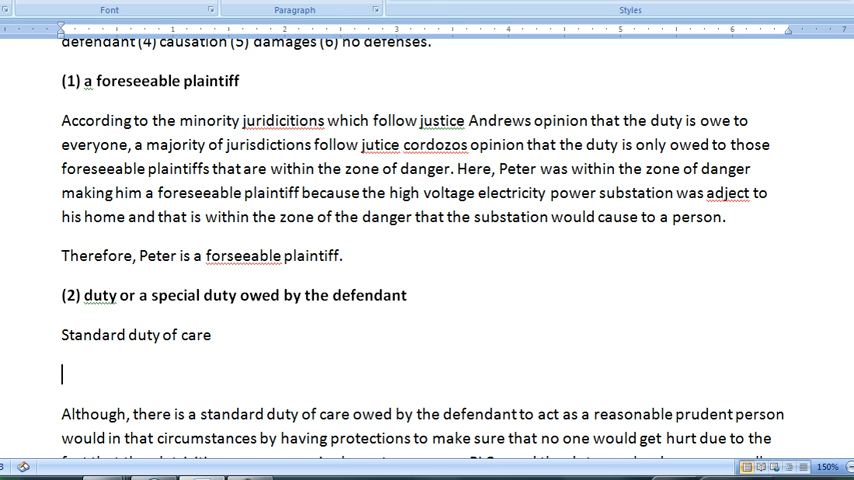 Font Paragraph Styles
1 2 3 4 5 6 7
defendant (4) causation (5) damages (6) no defenses.
(1) a foreseeable plaintiff
According to the minority juridicitions which follow justice Andrews opinion that the duty is owe to
everyone, a majority of jurisdictions follow jutice cordozos opinion that the duty is only owed to those
foreseeable plaintiffs that are within the zone of danger. Here, Peter was within the zone of danger
making him a foreseeable plaintiff because the high voltage electricity power substation was adject to
his home and that is within the zone of the danger that the substation would cause to a person.
Therefore, Peter is a forseeable plaintiff.
(2) duty or a special duty owed by the defendant
Standard duty of care
Although, there is a standard duty of care owed by the defendant to act as a reasonable prudent person
would in that circumstances by having protections to make sure that no one would get hurt due to the
150%